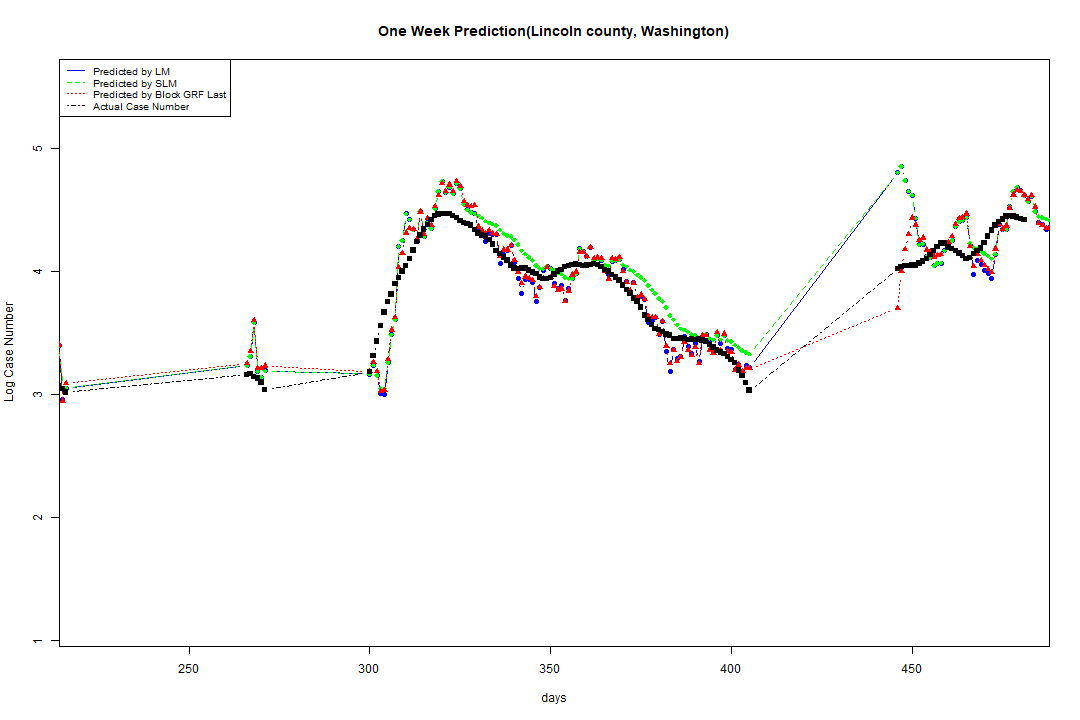 One Week Prediction(Lincoln county, Washington)
Predicted by LM
Predicted by SLM
Predicted by Block GRF Last
Actual Case Number
5
4
3
2
1
Log Case Number
250 300 350 400 450
days